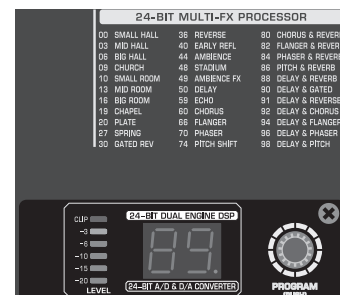 24-BIT MULTI-FX PROCESSOR
00 SMALL HALL 36 REVERSE 80 CHORUS & REVER
03 MID HALL 40 EARLY REFL 82 FLANGER & REVER
06 BIG HALL 44 AMBIENCE 84 PHASER & REVER
09 CHURCH 48 STADIUM 86 PITCH & REVERB
10 SMALL ROOM 49 AMBIENCE FX 88 DELAY & REVERB
13 MID ROOM 50 DELAY 90 DELAY & GATED
16 BIG ROOM 59 ECHO 91 DELAY & REVERSE
19 CHAPEL 60 CHORUS 92 DELAY & CHORUS
20 PLATE 66 FLANGER 94 DELAY & FLANGER
27 SPRING 70 PHASER 96 DELAY & PHASER
30 GATED REV 74 PITCH SHIFT 98 DELAY & PITCH
24-BIT DUAL ENGINE DSP
CLIP
-3
-6
-10
-15
-20
LEVEL
89.
24-BIT A/D & D/A CONVERTER
PROGRAM
(PUSH)